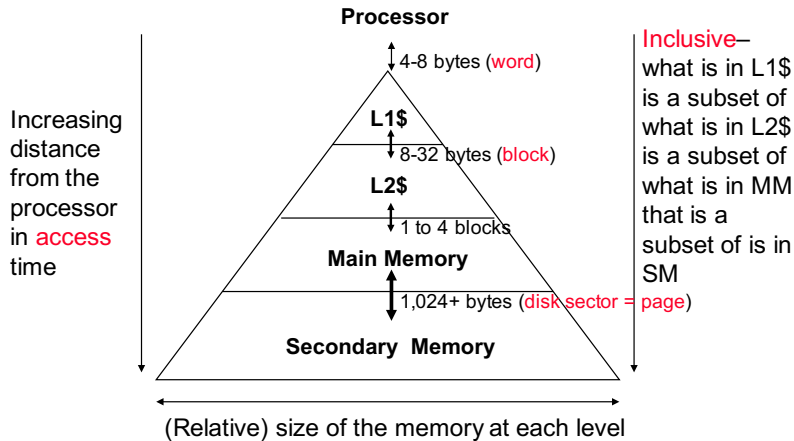 Processor
4-8 bytes (word)
Increasing
distance
from the
processor
in access
time
L1$
8-32 bytes (block)
L2$
1 to 4 blocks
Main Memory
1,024+ bytes (disk sector = page)
Secondary Memory
Inclusive–
what is in L1$
is a subset of
what is in L2$
is a subset of
what is in MM
that is a
subset of is in
SM
(Relative) size of the memory at each level